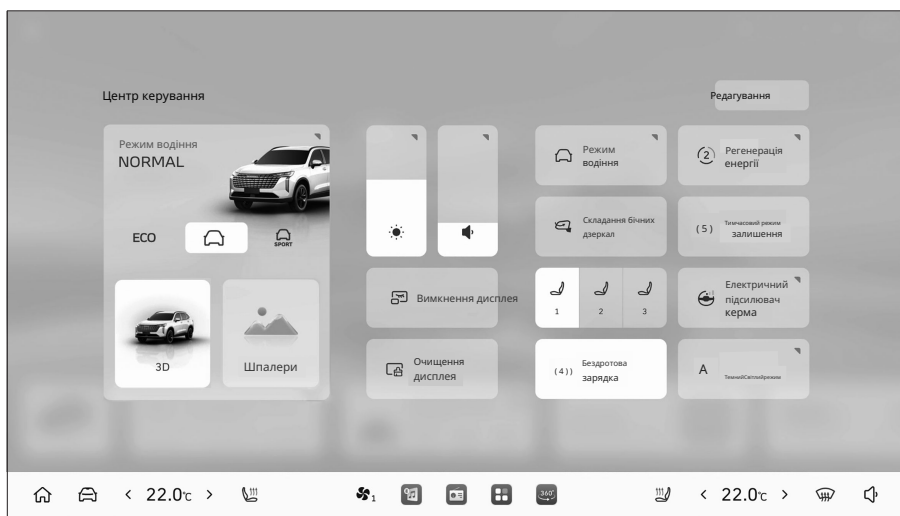 Центр керування
Редагування
Режим водіння
NORMAL
ECO
SPORT
3D
Шпалери
Вимкнення дисплея
Очищення
дисплея
Режим
водіння
2
Регенерація
енергії
Складання бічних
дзеркал
(5)
Тимчасовий режим
залишення
1
2
3
Електричний
підсилювач
керма
(4))
Бездротова
зарядка
A
ТемнийСвітлийрежим
< 22.0℃ >
1
360°
< 22.0℃ >